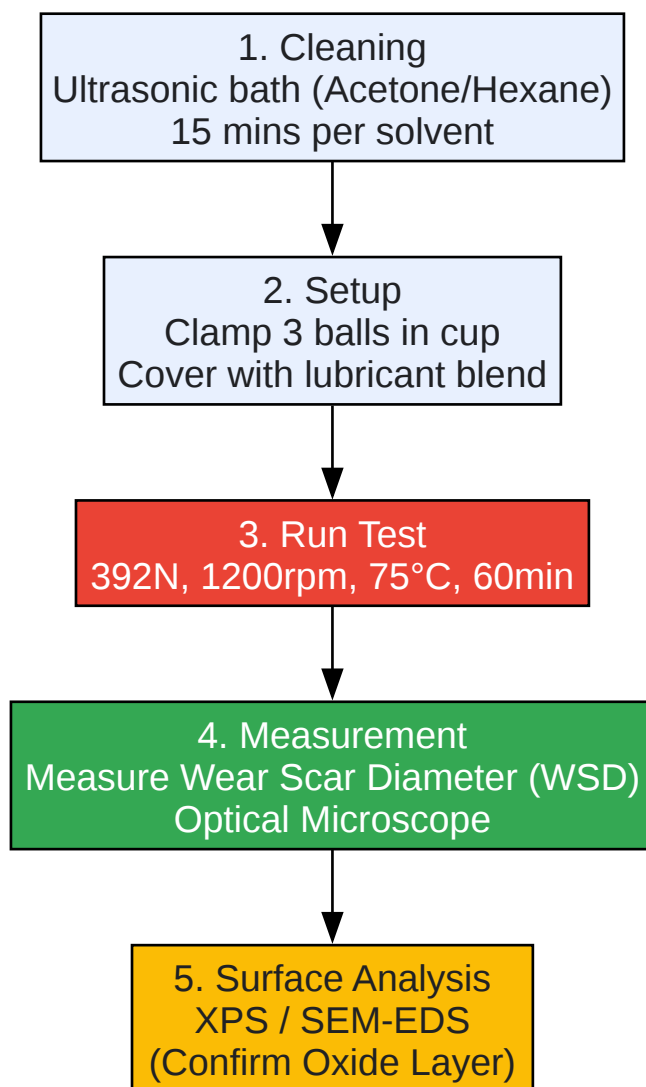 1. Cleaning
Ultrasonic bath (Acetone/Hexane)
15 mins per solvent
2. Setup
Clamp 3 balls in cup
Cover with lubricant blend
3. Run Test
392N, 1200rpm, 75°C, 60min
4. Measurement
Measure Wear Scar Diameter (WSD)
Optical Microscope
5. Surface Analysis
XPS / SEM-EDS
(Confirm Oxide Layer)